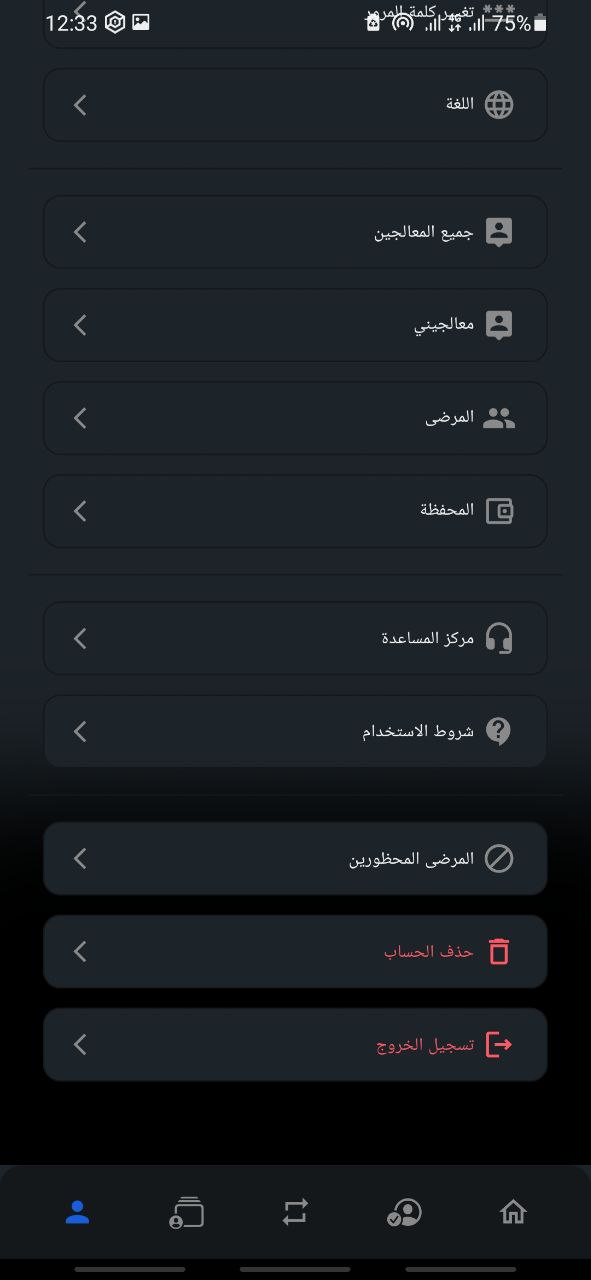 12:33
4G
75%
تغيير كلمة المرور
اللغة
جميع المعالجين
معالجيني
المرضى
المحفظة
مركز المساعدة
شروط الاستخدام
المرضى المحظورين
حذف الحساب
تسجيل الخروج